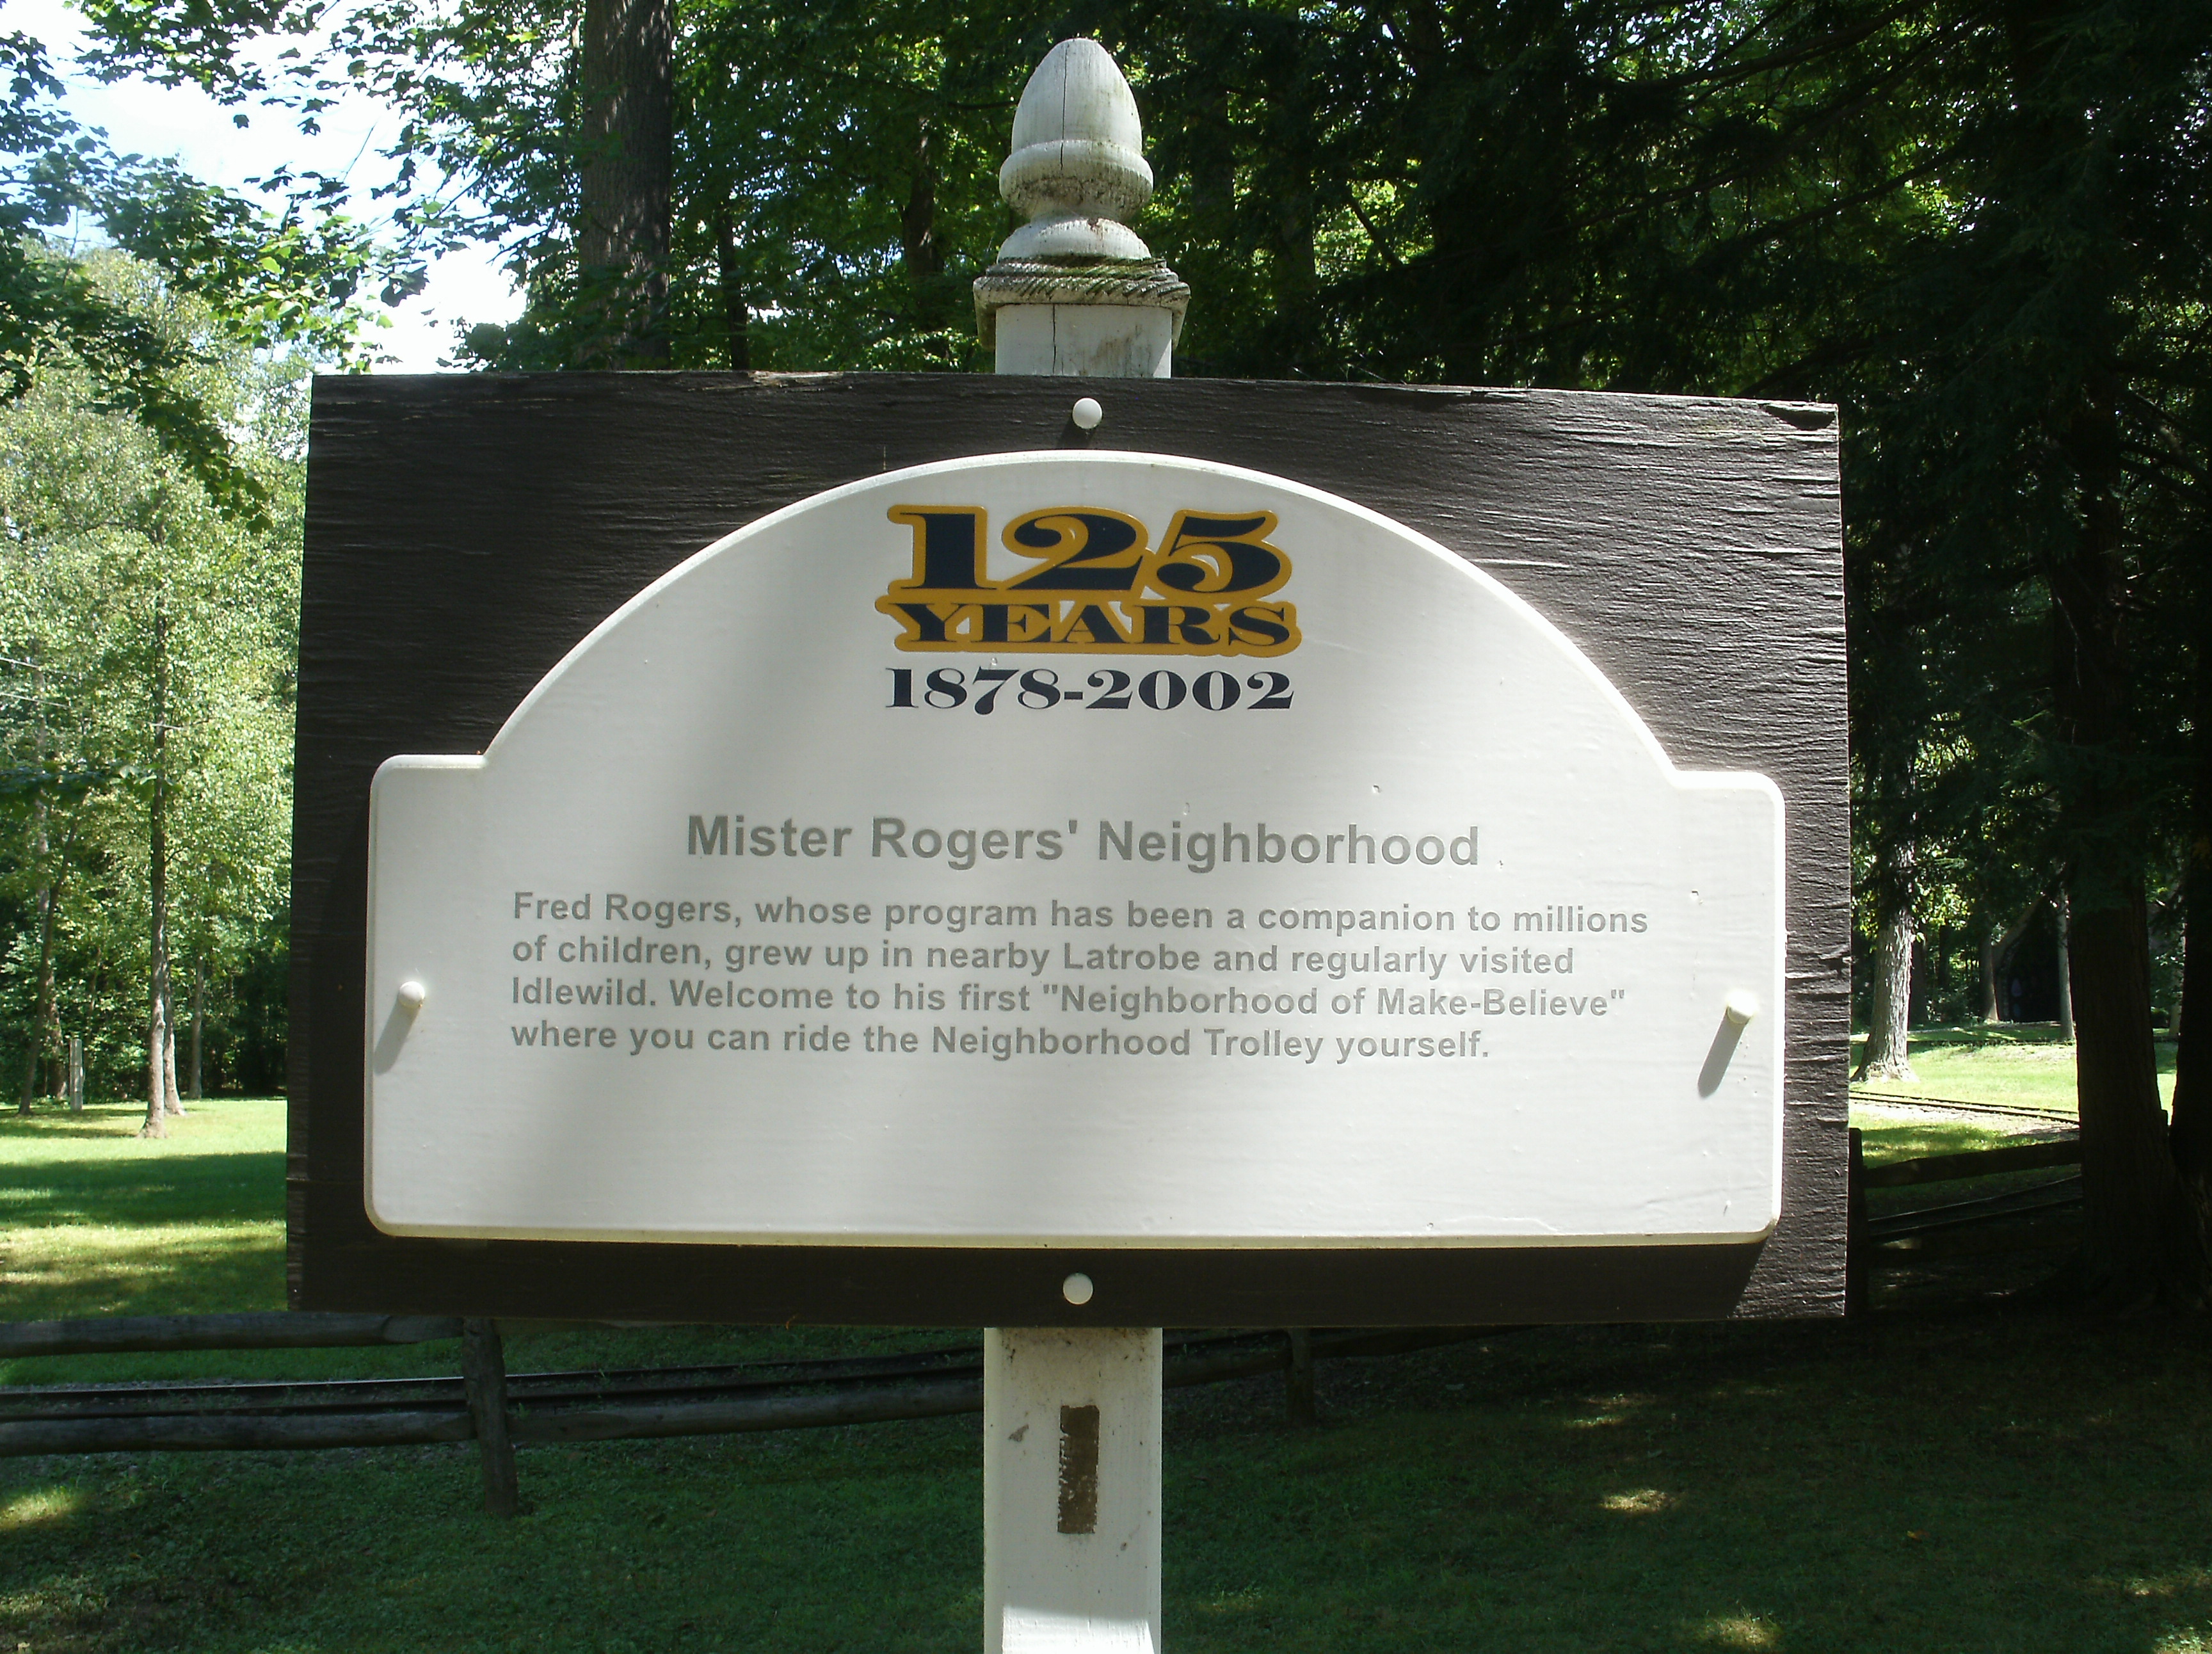 125
YEARS
1878-2002
Mister Rogers' Neighborhood
Fred Rogers, whose program has been a companion to millions
of children, grew up in nearby Latrobe and regularly visited
Idlewild. Welcome to his first "Neighborhood of Make-Believe"
where you can ride the Neighborhood Trolley yourself.